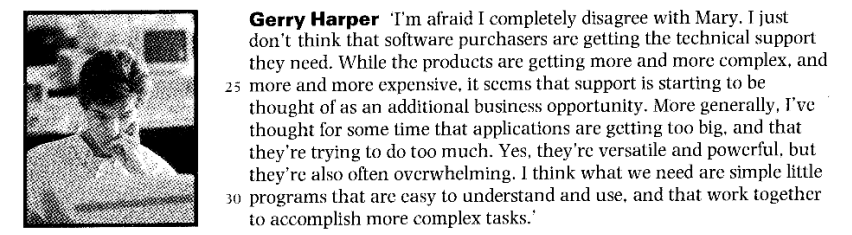 Gerry Harper 'I'm afraid I completely disagree with Mary. I just
don't think that software purchasers are getting the technical support
they need. While the products are getting more and more complex, and
25 more and more expensive, it seems that support is starting to be
thought of as an additional business opportunity. More generally, I've
thought for some time that applications are getting too big, and that
they're trying to do too much. Yes, they're versatile and powerful, but
they're also often overwhelming. I think what we need are simple little
30 programs that are easy to understand and use, and that work together
to accomplish more complex tasks.'